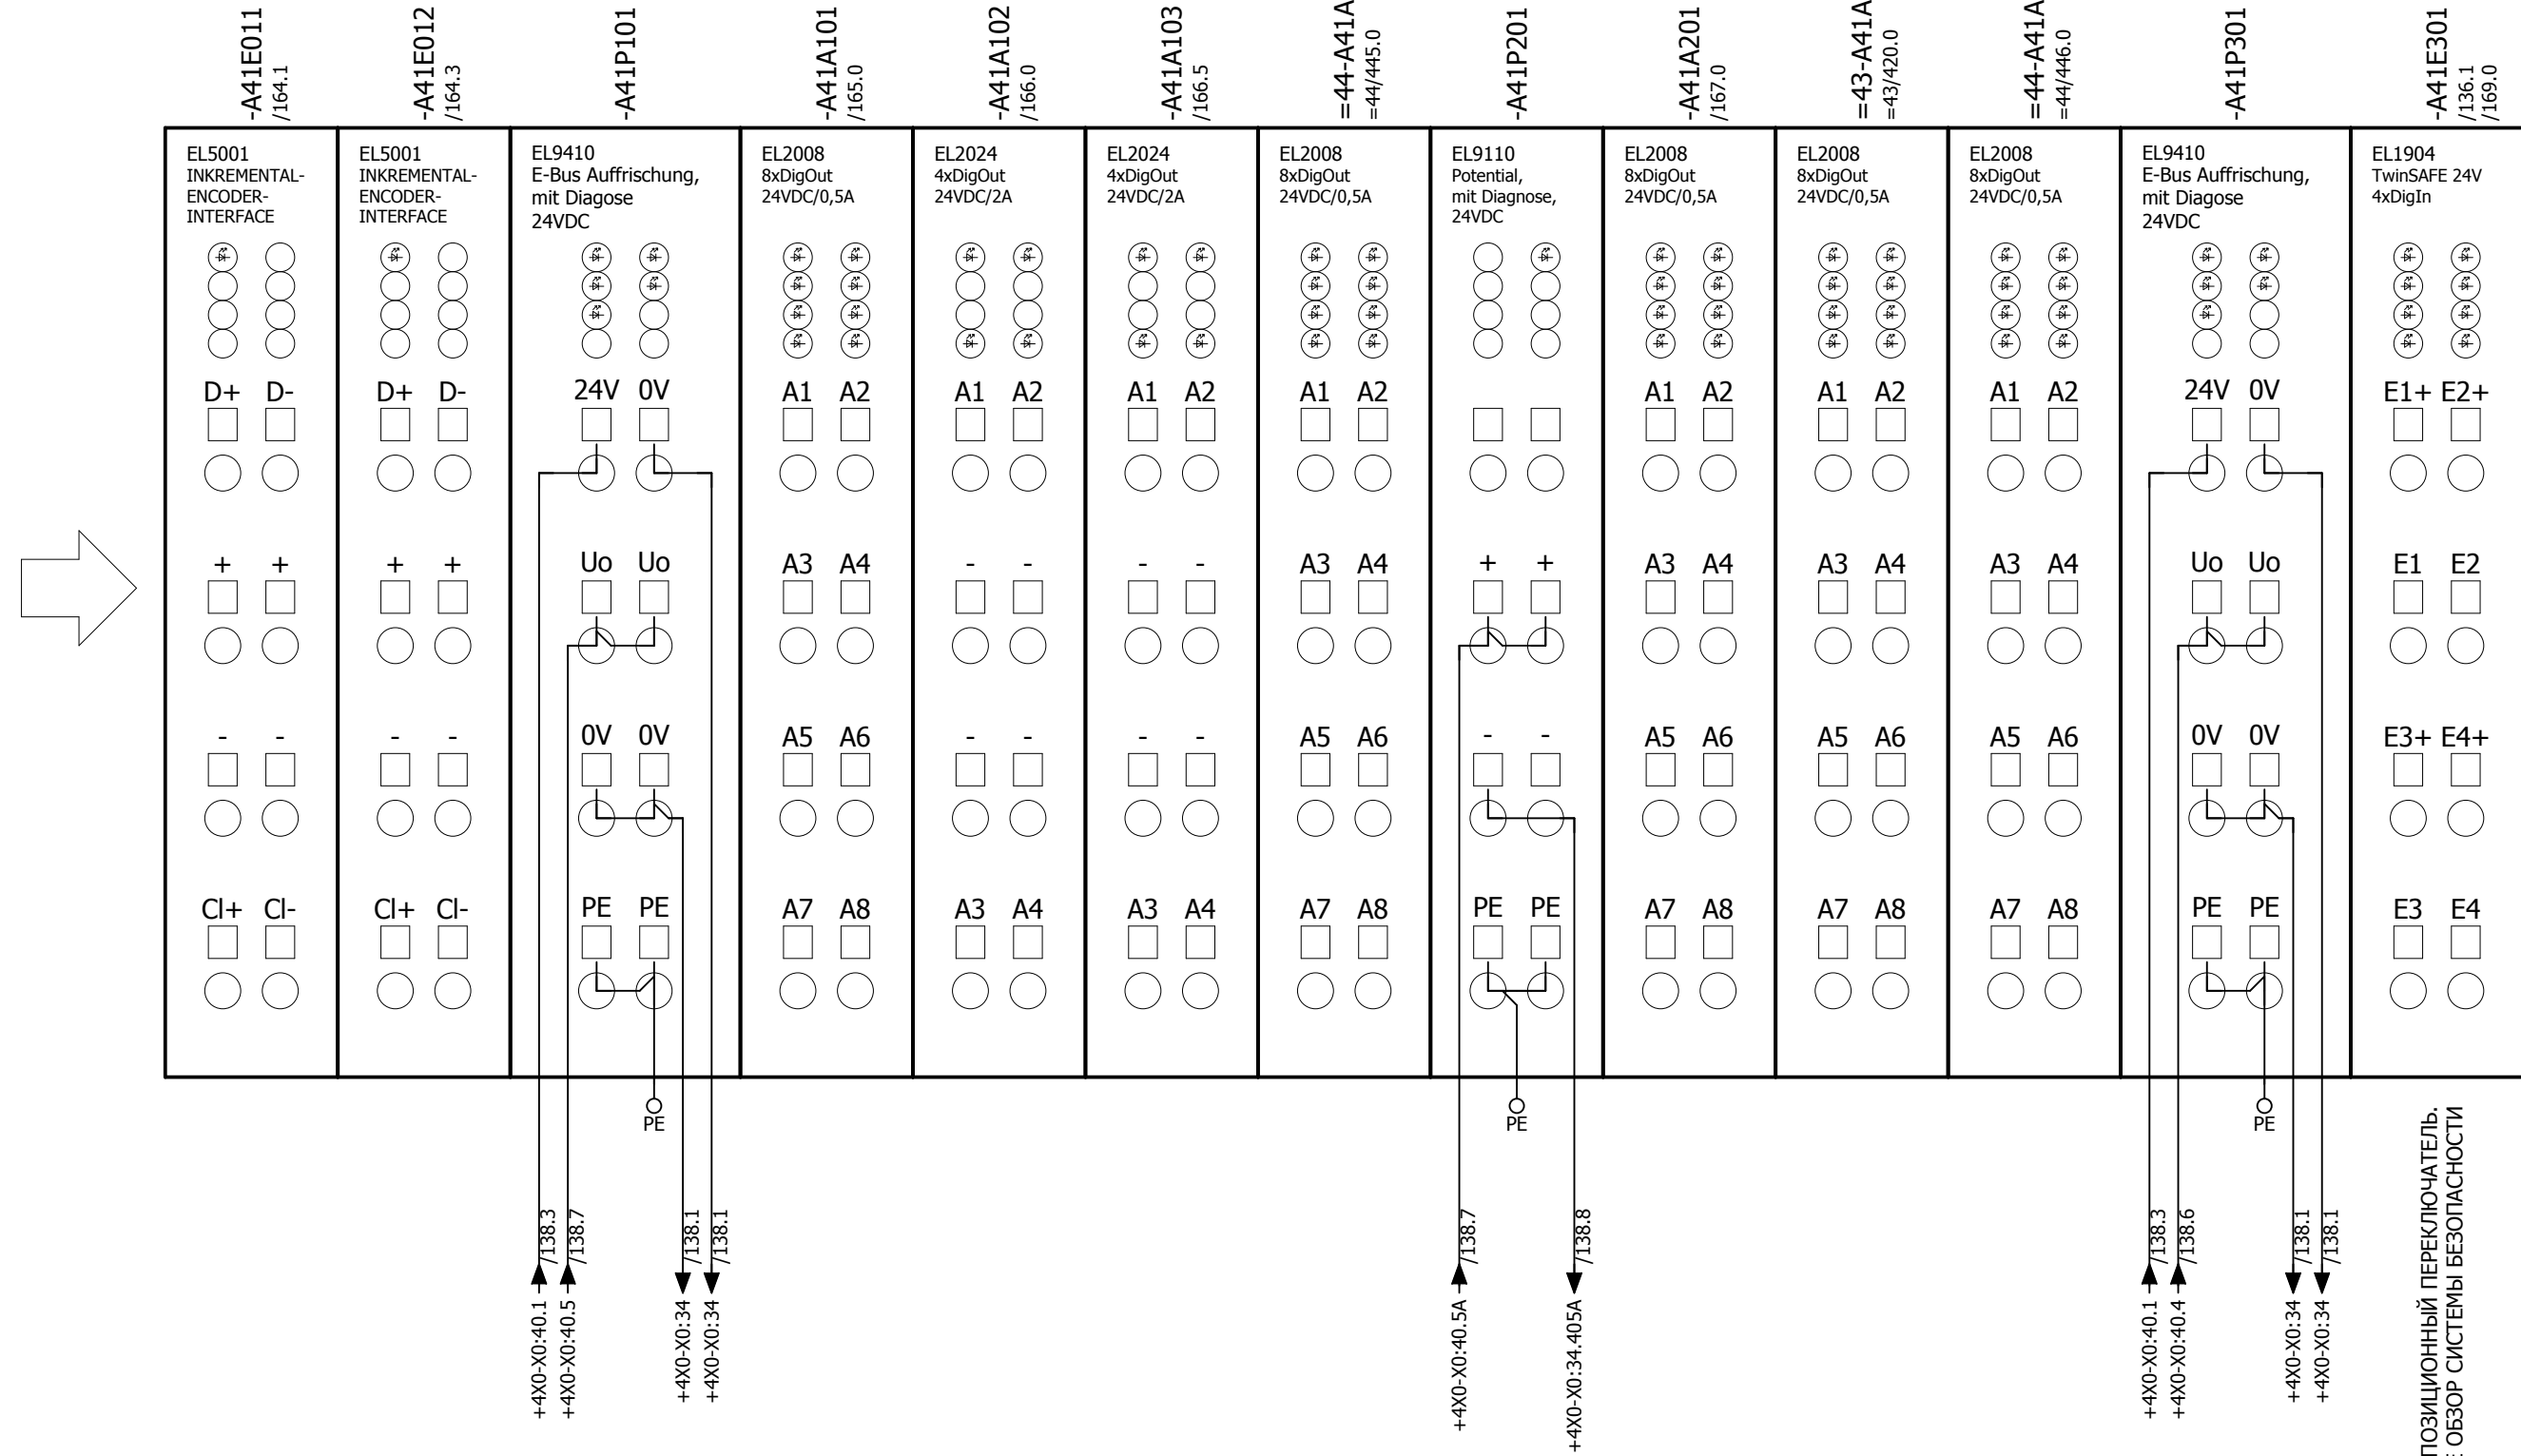 -A41E011
/164.1
-A41E012
/164.3
-A41P101
-A41A101
/165.0
-A41A102
/166.0
-A41A103
/166.5
=44-A41A
=44/445.0
-A41P201
-A41A201
/167.0
=43-A41A
=43/420.0
=44-A41A
=44/446.0
-A41P301
-A41E301
/136.1
/169.0
EL5001
INKREMENTAL-
ENCODER-
INTERFACE
EL5001
INKREMENTAL-
ENCODER-
INTERFACE
EL9410
E-Bus Auffrischung,
mit Diagose
24VDC
EL2008
8xDigOut
24VDC/0,5A
EL2024
4xDigOut
24VDC/2A
EL2024
4xDigOut
24VDC/2A
EL2008
8xDigOut
24VDC/0,5A
EL9110
Potential,
mit Diagnose,
24VDC
EL2008
8xDigOut
24VDC/0,5A
EL2008
8xDigOut
24VDC/0,5A
EL2008
8xDigOut
24VDC/0,5A
EL9410
E-Bus Auffrischung,
mit Diagose
24VDC
EL1904
TwinSAFE 24V
4xDigIn
D+ D- D+ D- 24V 0V A1 A2 A1 A2 A1 A2 A1 A2 A1 A2 A1 A2 A1 A2 24V 0V E1+ E2+
+ + + + Uo Uo A3 A4 - - - - A3 A4 + + A3 A4 A3 A4 A3 A4 Uo Uo E1 E2
- - - - 0V 0V A5 A6 - - - - A5 A6 - - A5 A6 A5 A6 A5 A6 0V 0V E3+ E4+
Cl+ Cl- Cl+ Cl- PE PE A7 A8 A3 A4 A3 A4 A7 A8 PE PE A7 A8 A7 A8 A7 A8 PE PE E3 E4
PE
PE
PE
/138.3
/138.7
/138.1
/138.1
/138.7
/138.8
/138.3
/138.6
/138.1
/138.1
+4X0-X0:40.1
+4X0-X0:40.5
+4X0-X0:34
+4X0-X0:34
+4X0-X0:40.5A
+4X0-X0:34.405A
+4X0-X0:40.1
+4X0-X0:40.4
+4X0-X0:34
+4X0-X0:34
ПОЗИЦИОННЫЙ ПЕРЕКЛЮЧАТЕЛЬ.
ОБЗОР СИСТЕМЫ БЕЗОПАСНОСТИ